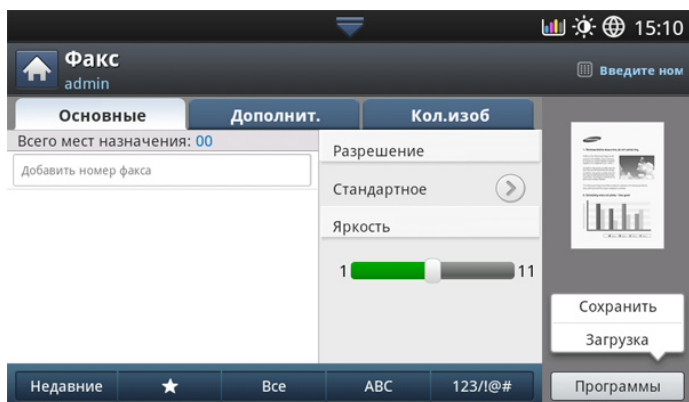 15:10
Факс
admin
Введите ном
Основные
Дополнит.
Кол.изоб
Всего мест назначения: 00
Добавить номер факса
Разрешение
Стандартное
Яркость
1
11
Сохранить
Загрузка
Недавние
Все
ABC
123/!@#
Программы